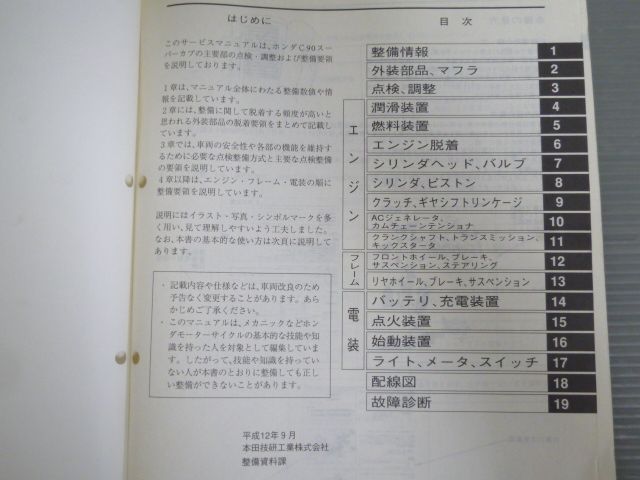 はじめに
このサービスマニュアルは、ホンダC90スー
パーカブの主要部の点検・調整および整備要領
を説明しております。
1章は、マニュアル全体にわたる整備数値や情
報を記載しています。
2章には、整備に関して脱着する頻度が高いと
思われる外装部品の脱着要領をまとめて記載し
ています。
3章では、車両の安全性や各部の機能を維持す
るために必要な点検整備方式と主要な点検整備
の要領を説明しています。
4章以降は、エンジン・フレーム・電装の順に
整備要領を説明しています。
説明にはイラスト・写真・シンボルマークを多
く用い、見て理解しやすいよう工夫しました。な
お、本書の基本的な使い方は次頁に説明して
あります。
・ 記載内容や仕様などは、車両改良のため
予告なく変更することがあります。あら
かじめご了承ください。
・ このマニュアルは、メカニックなどホン
ダモーターサイクルの基本的な技能や知
識を持った人を対象として編集していま
す。したがって、技能や知識を持ってい
ない人が本書のとおりに整備しても正し
い整備ができないことがあります。
平成12年9月
本田技研工業株式会社
整備資料課
目 次
整備情報 1
外装部品、マフラ 2
点検、調整 3
エンジン
潤滑装置 4
燃料装置 5
エンジン脱着 6
シリンダヘッド、バルブ 7
シリンダ、ピストン 8
クラッチ、ギヤシフトリンケージ 9
ACジェネレータ、
カムチェーンテンショナ 10
クランクシャフト、トランスミッション、
キックスタータ 11
フレーム
フロントホイール、ブレーキ、
サスペンション、ステアリング 12
リヤホイール、ブレーキ、サスペンション 13
電装
バッテリ、充電装置 14
点火装置 15
始動装置 16
ライト、メータ、スイッチ 17
配線図 18
故障診断 19